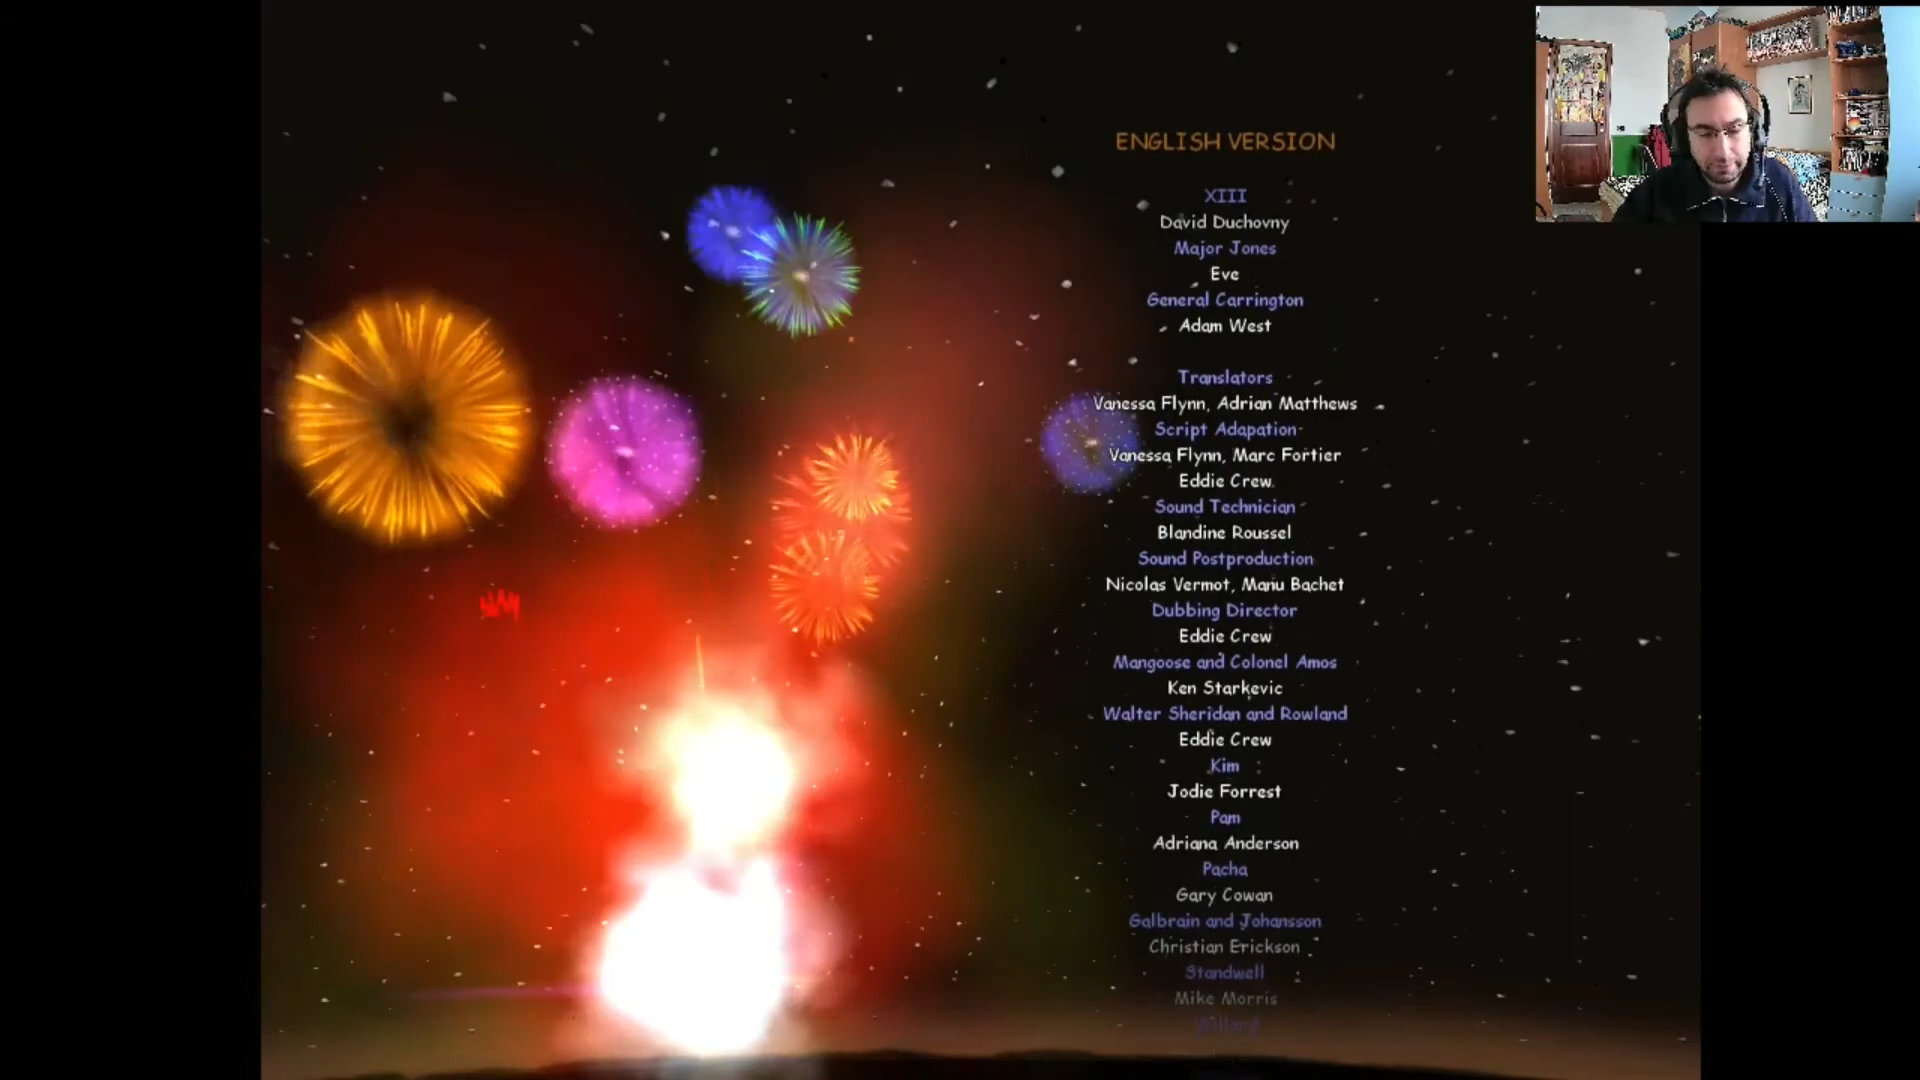 ENGLISH VERSION
XIII
David Duchovny
Major Jones
Eve
General Carrington
Adam West
Translators
Vanessa Flynn, Adrian Matthews
Script Adapation
Vanessa Flynn, Marc Fortier
Eddie Crew
Sound Technician
Blandine Roussel
Sound Postproduction
Nicolas Vermot, Manu Bachet
Dubbing Director
Eddie Crew
Mangoose and Colonel Amos
Ken Starkevic
Walter Sheridan and Rowland
Eddie Crew
Kim
Jodie Forrest
Pam
Adriana Anderson
Pacha
Gary Cowan
Galbrain and Johansson
Christian Erickson
Standwell
Mike Morris
Willard